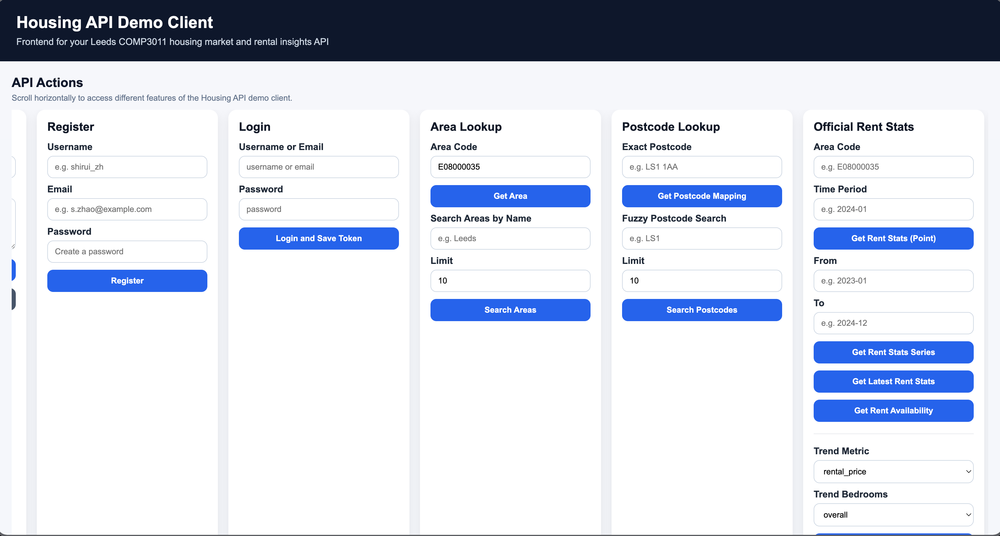 Housing API Demo Client
Frontend for your Leeds COMP3011 housing market and rental insights API
API Actions
Scroll horizontally to access different features of the Housing API demo client.
Register
Username
e.g. shirui_zh
Email
e.g. s.zhao@example.com
Password
Create a password
Register
Login
Username or Email
username or email
Password
password
Login and Save Token
Area Lookup
Area Code
E08000035
Get Area
Search Areas by Name
e.g. Leeds
Limit
10
Search Areas
Postcode Lookup
Exact Postcode
e.g. LS1 1AA
Get Postcode Mapping
Fuzzy Postcode Search
e.g. LS1
Limit
10
Search Postcodes
Official Rent Stats
Area Code
e.g. E08000035
Time Period
e.g. 2024-01
Get Rent Stats (Point)
From
e.g. 2023-01
To
e.g. 2024-12
Get Rent Stats Series
Get Latest Rent Stats
Get Rent Availability
Trend Metric
rental_price
Trend Bedrooms
overall